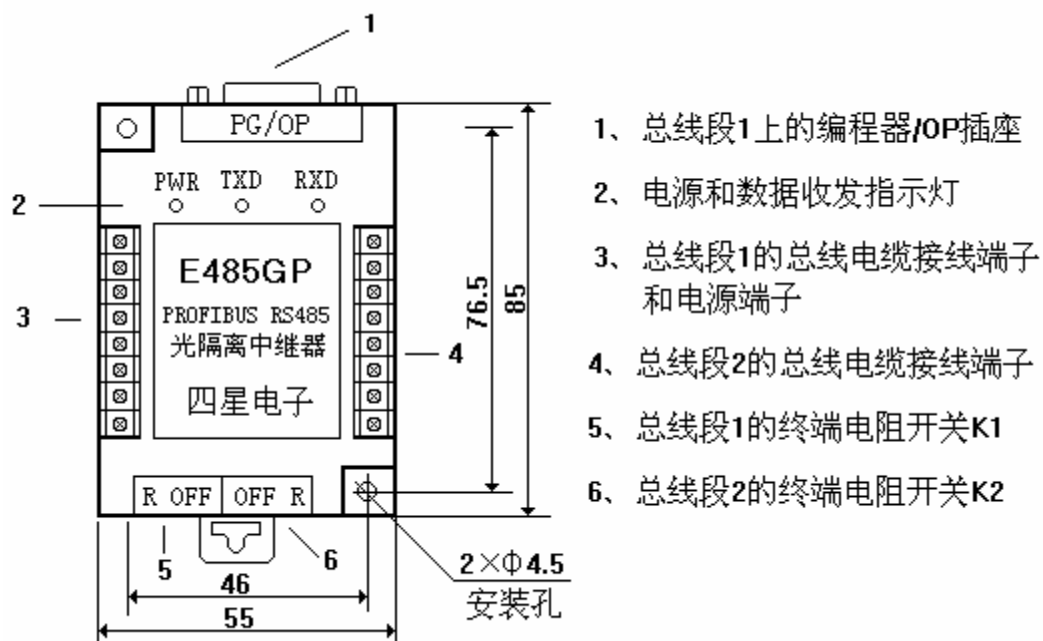 1
PG/OP
PWR TXD RXD
2
E485GP
PROFIBUS RS485
光隔离中继器
四星电子
3
4
76.5
85
R OFF OFF R
5
6
46
55
2×Φ4.5
安装孔
1、总线段1上的编程器/OP插座
2、电源和数据收发指示灯
3、总线段1的总线电缆接线端子
和电源端子
4、总线段2的总线电缆接线端子
5、总线段1的终端电阻开关K1
6、总线段2的终端电阻开关K2